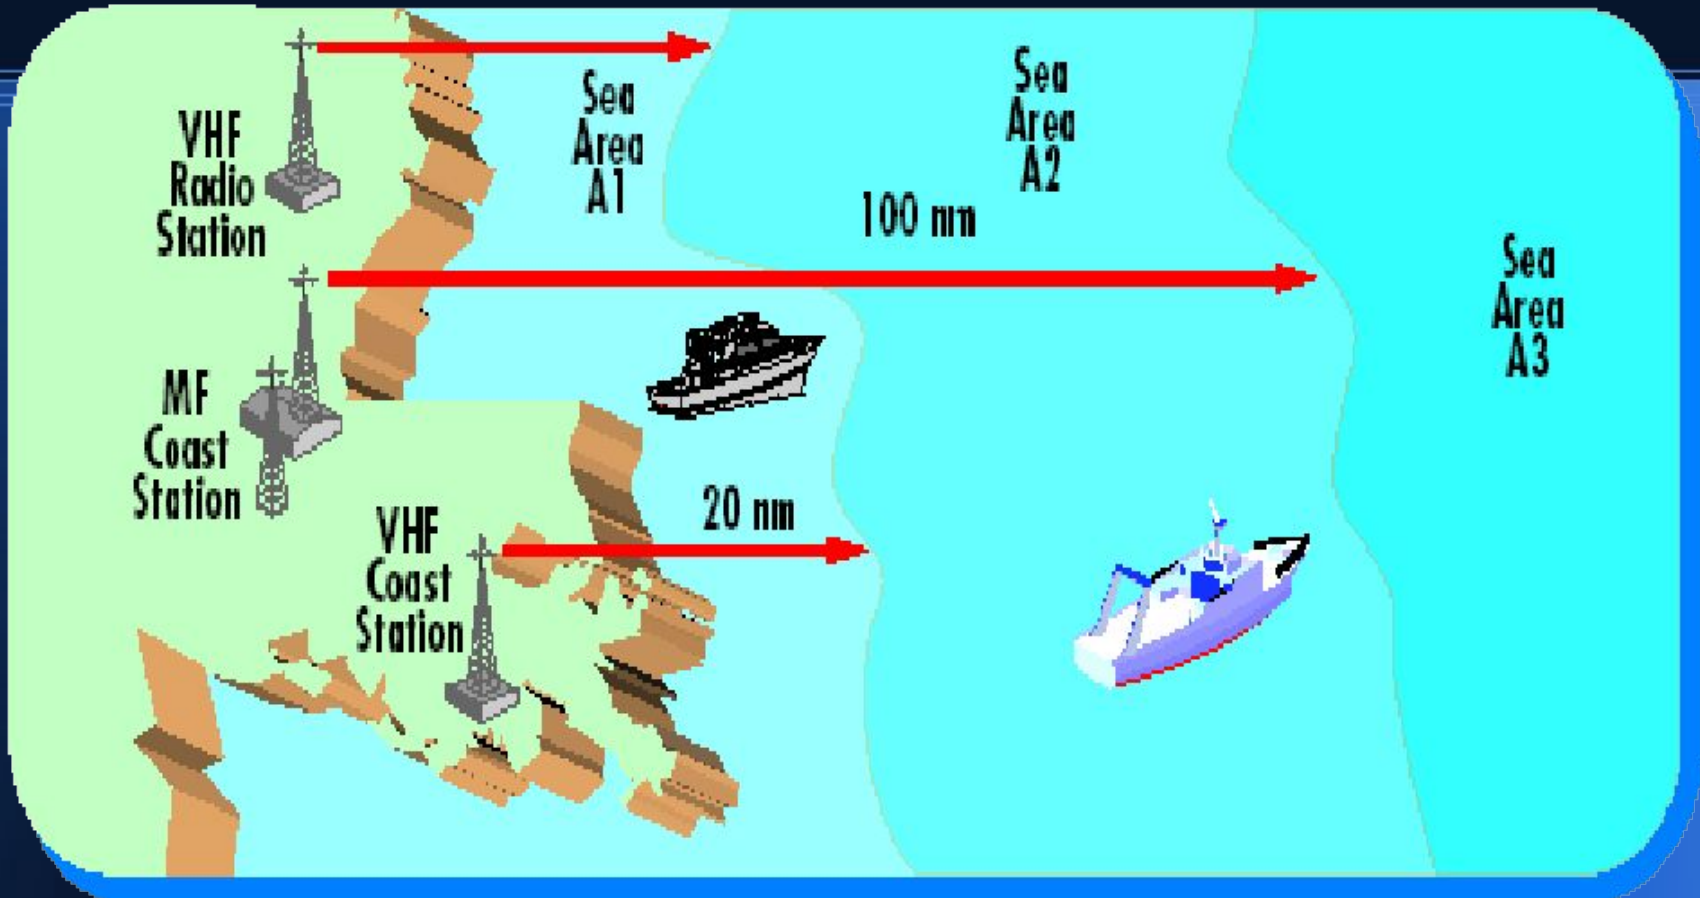 VHF
Radio
Station
Sea
Area
A1
Sea
Area
A2
100 nm
Sea
Area
A3
MF
Coast
Station
20 nm
VHF
Coast
Station